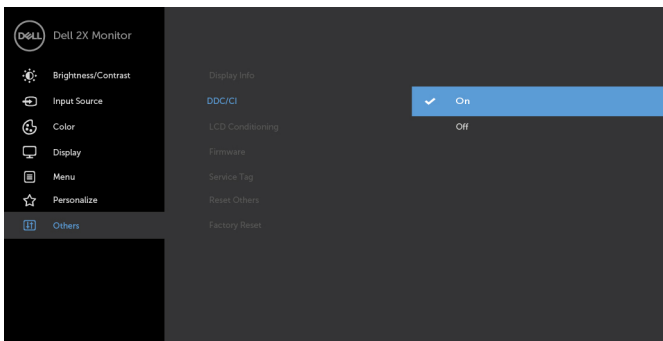 DELL Dell 2X Monitor
Brightness/Contrast
Display Info
Input Source
DDC/CI
On
Color
LCD Conditioning
Off
Display
Firmware
Menu
Service Tag
Personalize
Reset Others
Others
Factory Reset